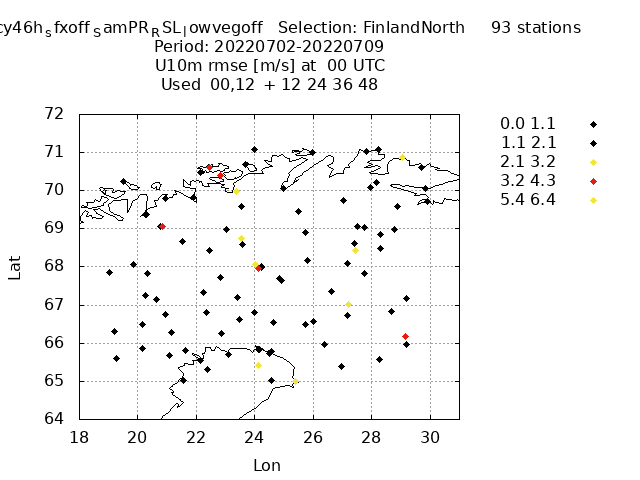 cy46hsfxoffSamPRRSLlowvegoff Selection: FinlandNorth 93 stations
Period: 20220702-20220709
U10m rmse [m/s] at 00 UTC
Used 00,12 + 12 24 36 48
0.0 1.1
1.1 2.1
2.1 3.2
3.2 4.3
5.4 6.4
72
71
70
69
68
67
66
65
64
Lat
18 20 22 24 26 28 30
Lon